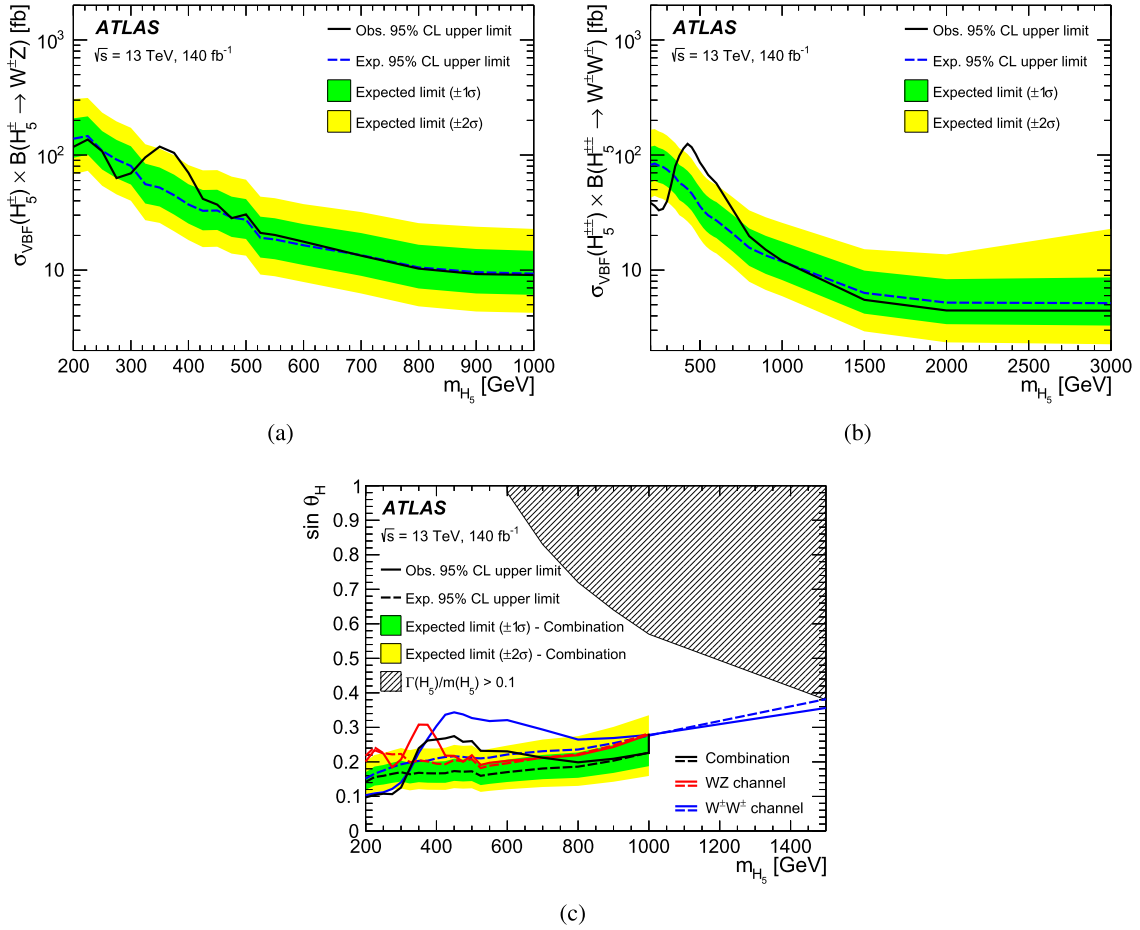 σ_VBF(H₅^±) × B(H₅^± → W^±Z) [fb]
10³
10²
10
ATLAS
√s = 13 TeV, 140 fb⁻¹
Obs. 95% CL upper limit
Exp. 95% CL upper limit
Expected limit (±1σ)
Expected limit (±2σ)
200 300 400 500 600 700 800 900 1000
m_H₅ [GeV]
(a)
σ_VBF(H₅^±±) × B(H₅^±± → W^±W^±) [fb]
10³
10²
10
ATLAS
√s = 13 TeV, 140 fb⁻¹
Obs. 95% CL upper limit
Exp. 95% CL upper limit
Expected limit (±1σ)
Expected limit (±2σ)
500 1000 1500 2000 2500 3000
m_H₅ [GeV]
(b)
sin θ_H
1
0.9
0.8
0.7
0.6
0.5
0.4
0.3
0.2
0.1
0
ATLAS
√s = 13 TeV, 140 fb⁻¹
Obs. 95% CL upper limit
Exp. 95% CL upper limit
Expected limit (±1σ) - Combination
Expected limit (±2σ) - Combination
Γ(H₅)/m(H₅) > 0.1
Combination
WZ channel
W^±W^± channel
200 400 600 800 1000 1200 1400
m_H₅ [GeV]
(c)